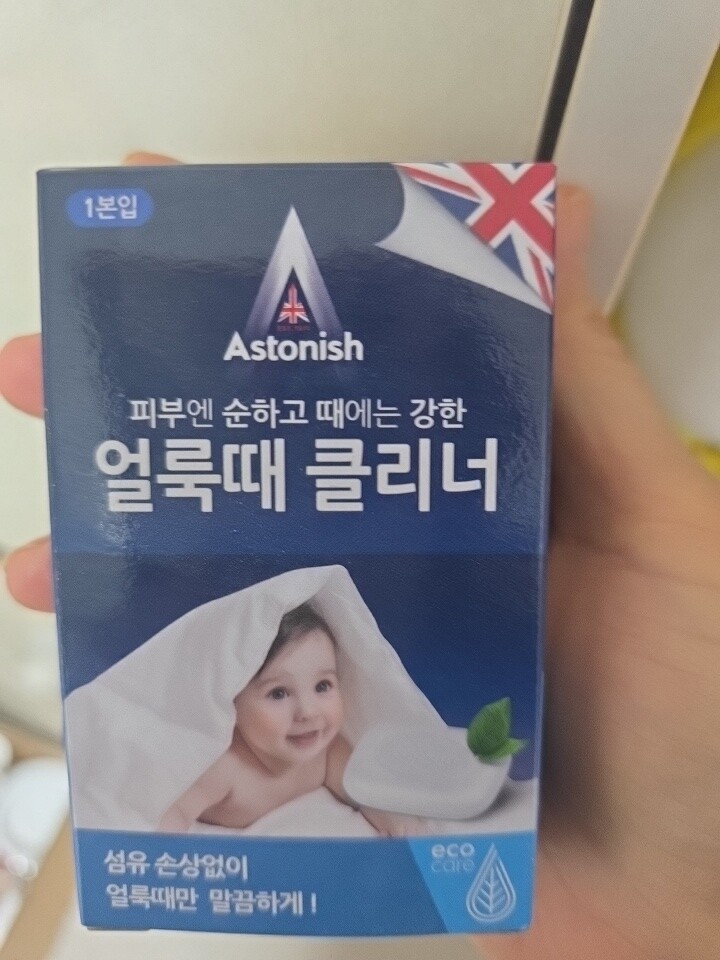 1본입
Astonish
피부엔 순하고 때에는 강한
얼룩때 클리너
섬유 손상없이
얼룩때만 말끔하게!
eco
care